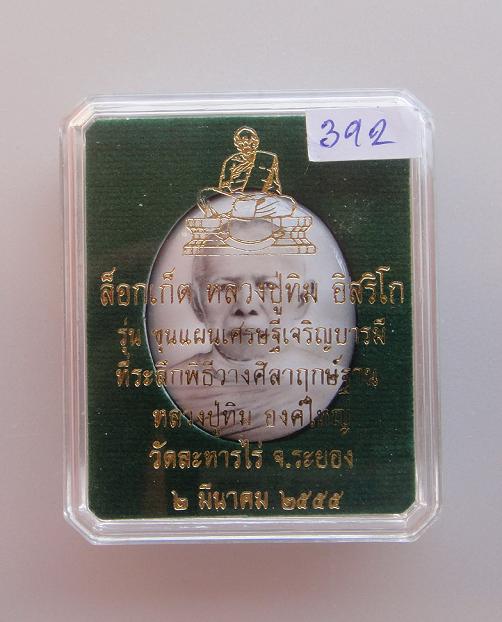 392
ล็อกเก็ต หลวงปู่ทิม อิสริโก
รุ่น ขุนแผนเศรษฐีเจริญบารมี
ที่ระลึกพิธีวางศิลาฤกษ์ฐาน
หลวงปู่ทิม องค์ใหญ่
วัดละหารไร่ จ.ระยอง
๒ มีนาคม ๒๕๕๕